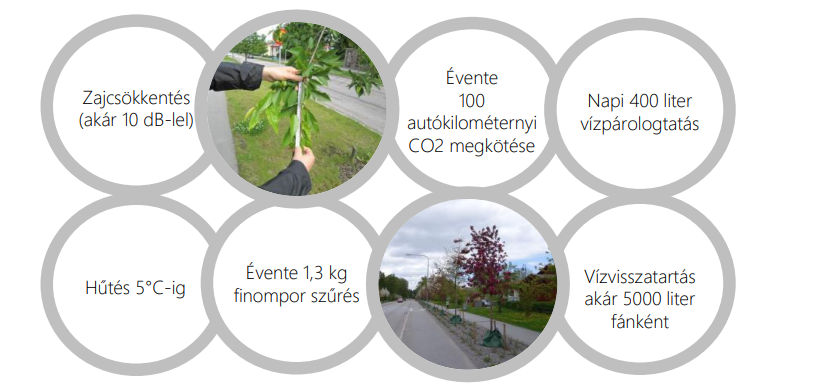 Zajcsökkentés
(akár 10 dB-lel)
Évente
100
autókilométernyi
CO2 megkötése
Napi 400 liter
vízpárologtatás
Hűtés 5°C-ig
Évente 1,3 kg
finompor szűrés
Vízvisszatartás
akár 5000 liter
fánként